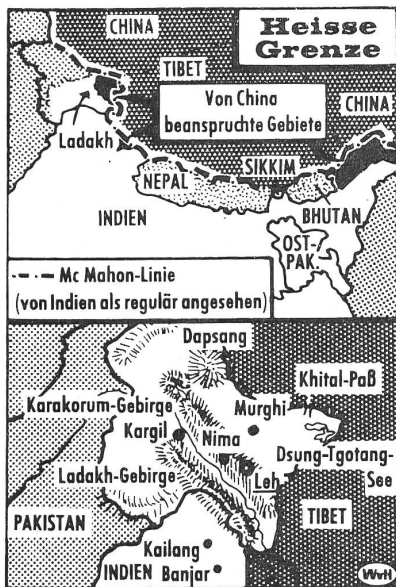 Heisse
Grenze
CHINA
TIBET
Von China
beanspruchte Gebiete
CHINA
Ladakh
SIKKIM
NEPAL
BHUTAN
INDIEN
OST-
PAK
Mc Mahon-Linie
(von Indien als regulär angesehen)
Dapsang
Khital-Paß
Karakorum-Gebirge
Murghi
Kargil
Nima
Dsung-Tgotang-
See
Ladakh-Gebirge
Leh
PAKISTAN
TIBET
Kailang
INDIEN Banjar
WvH